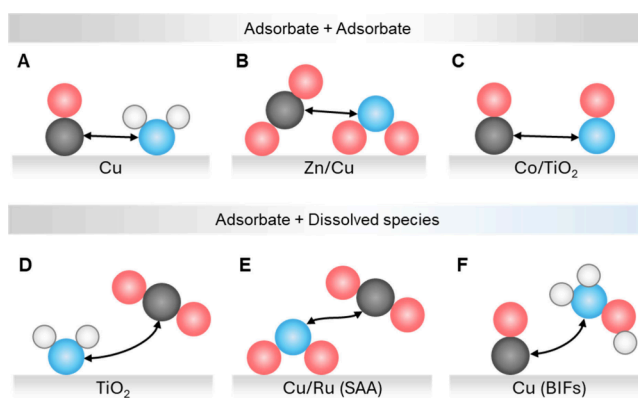 Adsorbate + Adsorbate
A
B
C
Cu
Zn/Cu
Co/TiO₂
Adsorbate + Dissolved species
D
E
F
TiO₂
Cu/Ru (SAA)
Cu (BIFs)